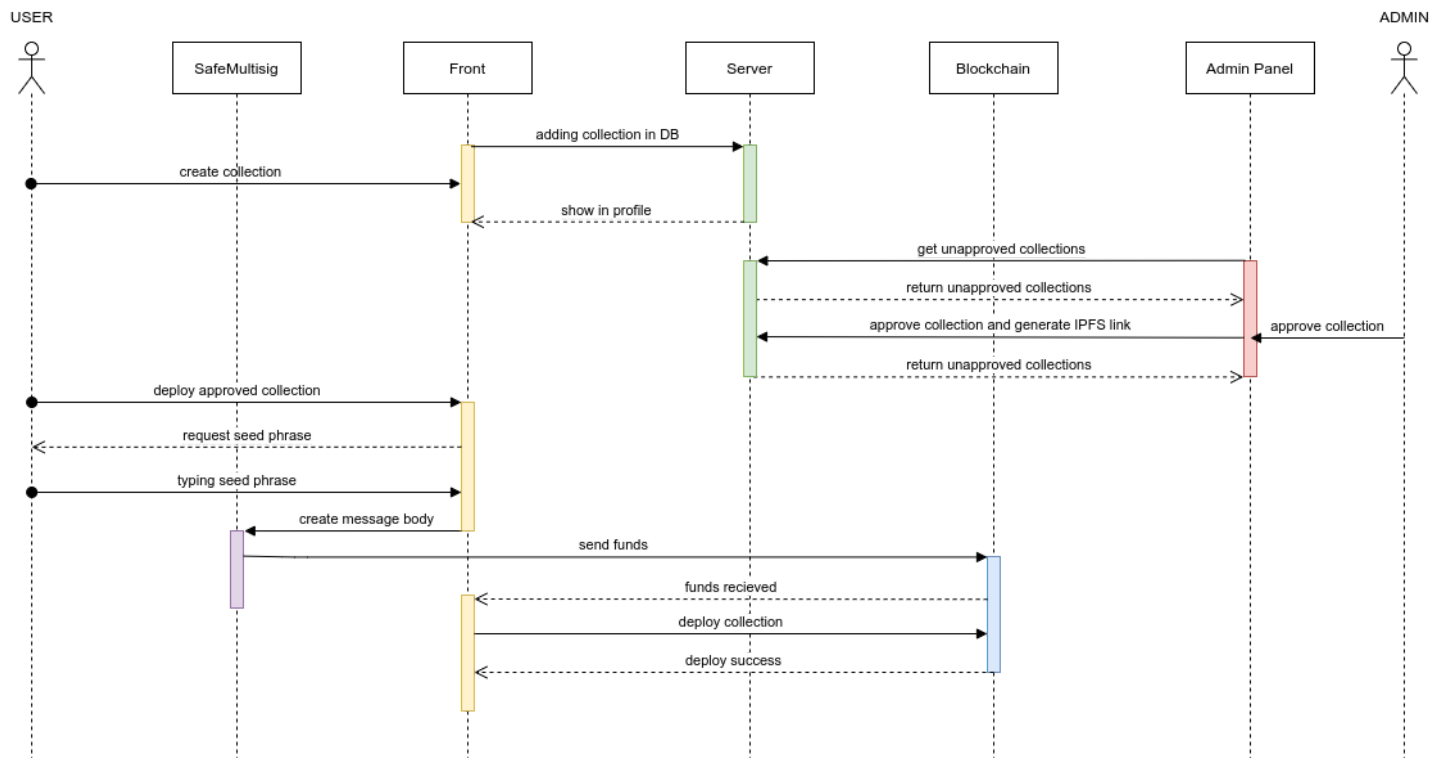 USER
ADMIN
SafeMultisig
Front
Server
Blockchain
Admin Panel
adding collection in DB
create collection
show in profile
get unapproved collections
return unapproved collections
approve collection and generate IPFS link
approve collection
return unapproved collections
deploy approved collection
request seed phrase
typing seed phrase
create message body
send funds
funds recieved
deploy collection
deploy success